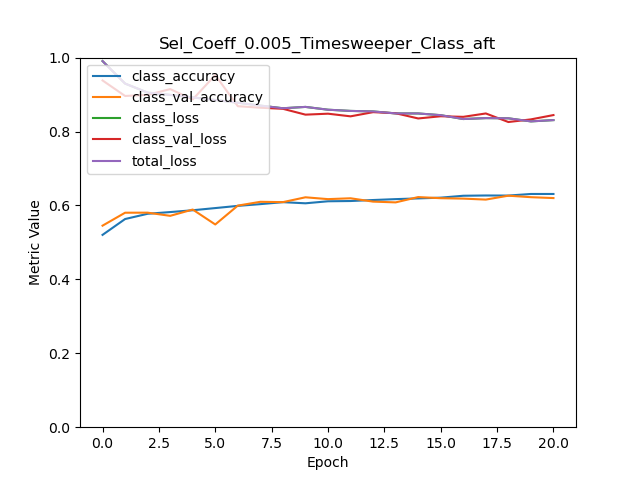 Sel_Coeff_0.005_Timesweeper_Class_aft
1.0
0.8
0.6
0.4
0.2
0.0
Metric Value
class_accuracy
class_val_accuracy
class_loss
class_val_loss
total_loss
0.0 2.5 5.0 7.5 10.0 12.5 15.0 17.5 20.0
Epoch